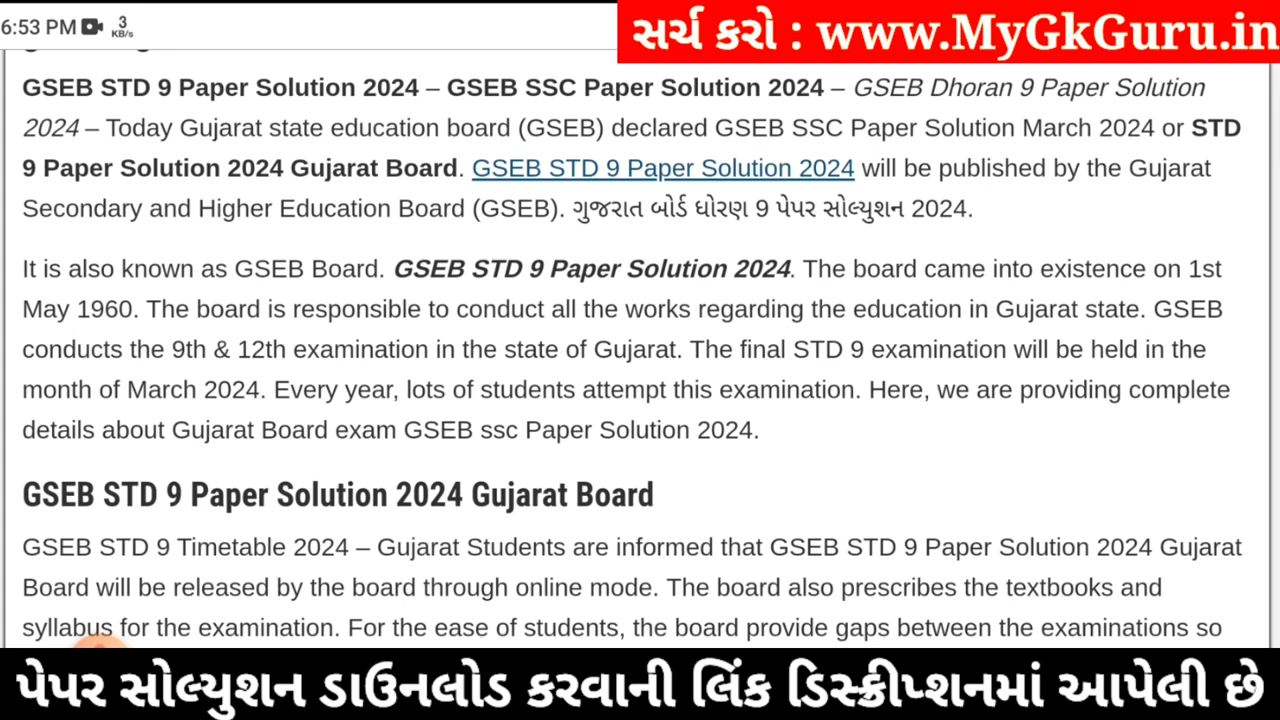 6:53 PM 3 KB/s
સર્ચ કરો : www.MyGkGuru.in
GSEB STD 9 Paper Solution 2024 – GSEB SSC Paper Solution 2024 – GSEB Dhoran 9 Paper Solution
2024 – Today Gujarat state education board (GSEB) declared GSEB SSC Paper Solution March 2024 or STD
9 Paper Solution 2024 Gujarat Board. GSEB STD 9 Paper Solution 2024 will be published by the Gujarat
Secondary and Higher Education Board (GSEB). ગુજરાત બોર્ડ ધોરણ 9 પેપર સોલ્યુશન 2024.
It is also known as GSEB Board. GSEB STD 9 Paper Solution 2024. The board came into existence on 1st
May 1960. The board is responsible to conduct all the works regarding the education in Gujarat state. GSEB
conducts the 9th & 12th examination in the state of Gujarat. The final STD 9 examination will be held in the
month of March 2024. Every year, lots of students attempt this examination. Here, we are providing complete
details about Gujarat Board exam GSEB ssc Paper Solution 2024.
GSEB STD 9 Paper Solution 2024 Gujarat Board
GSEB STD 9 Timetable 2024 – Gujarat Students are informed that GSEB STD 9 Paper Solution 2024 Gujarat
Board will be released by the board through online mode. The board also prescribes the textbooks and
syllabus for the examination. For the ease of students, the board provide gaps between the examinations so
પેપર સોલ્યુશન ડાઉનલોડ કરવાની લિંક ડિસ્ક્રીપ્શનમાં આપેલી છે